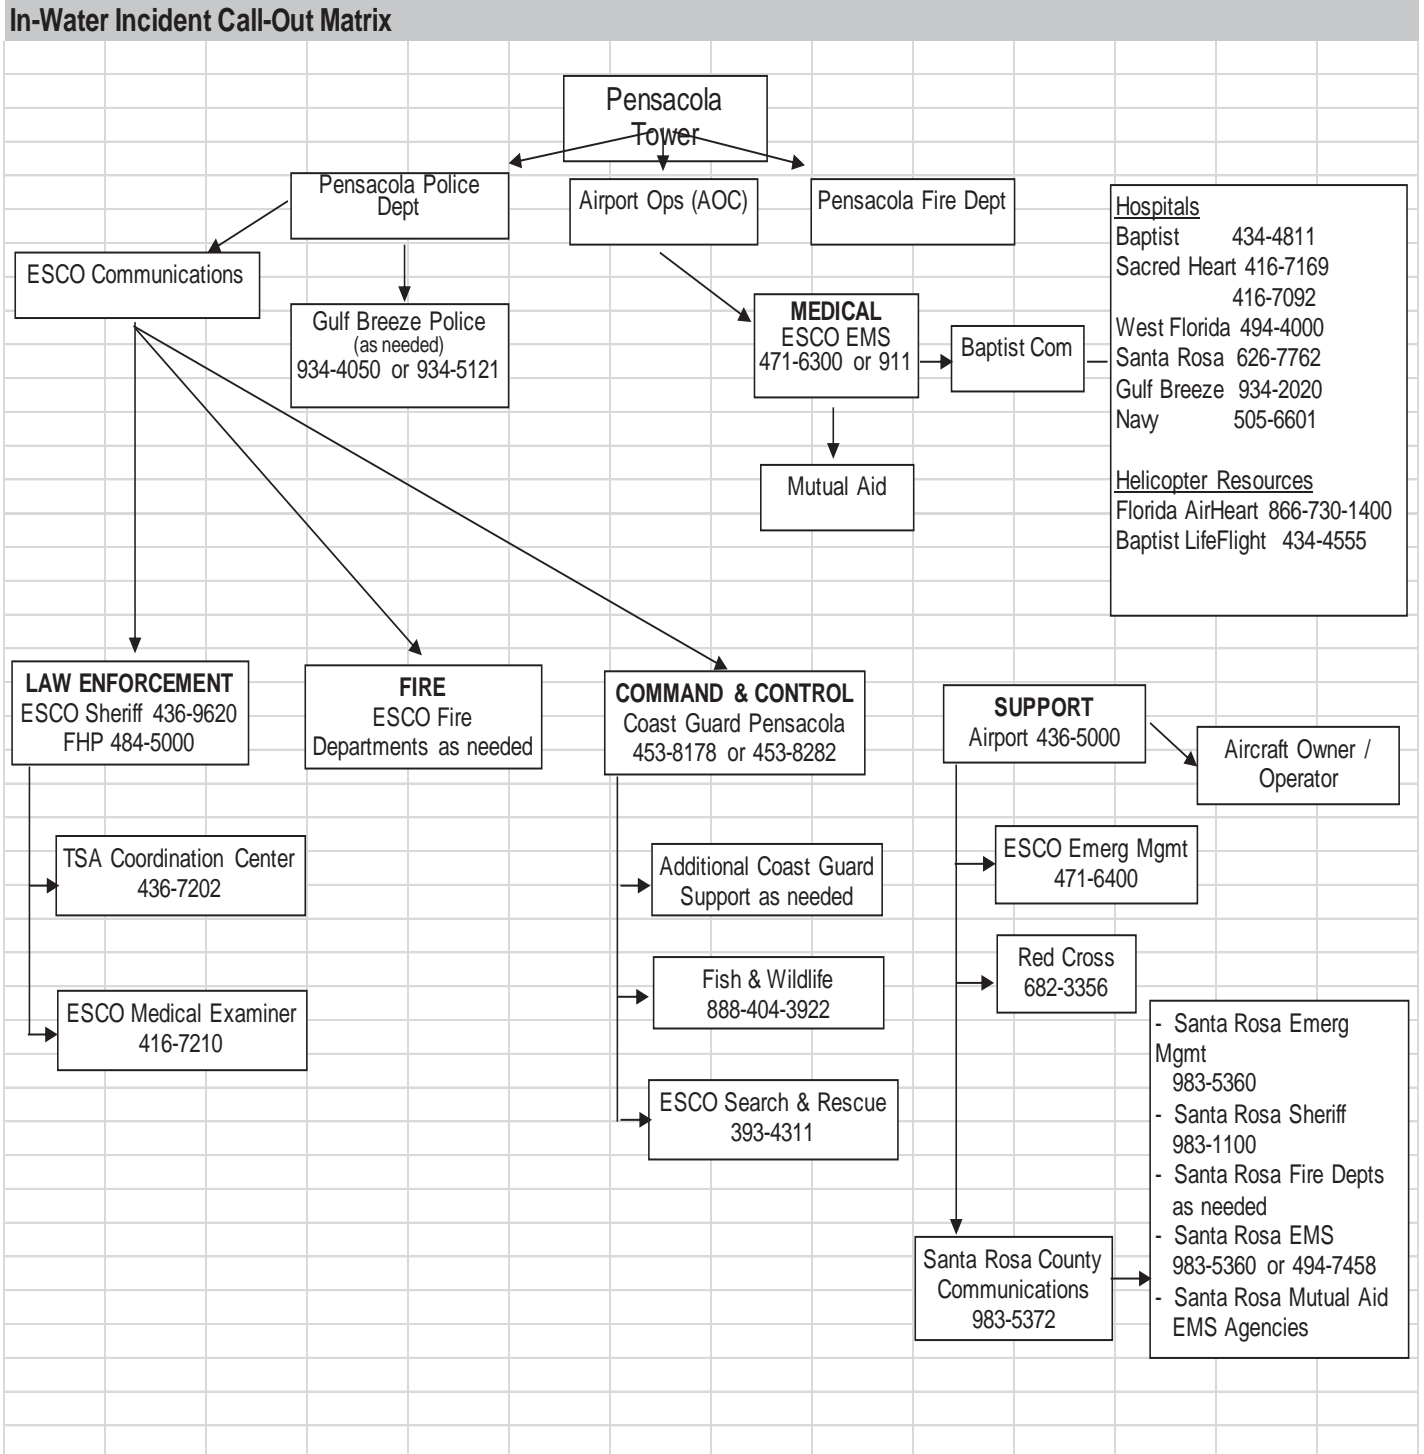 In-Water Incident Call-Out Matrix
Pensacola
Tower
Pensacola Police
Dept
Airport Ops (AOC)
Pensacola Fire Dept
ESCO Communications
Gulf Breeze Police
(as needed)
934-4050 or 934-5121
MEDICAL
ESCO EMS
471-6300 or 911
Baptist Com
Mutual Aid
Hospitals
Baptist 434-4811
Sacred Heart 416-7169
416-7092
West Florida 494-4000
Santa Rosa 626-7762
Gulf Breeze 934-2020
Navy 505-6601
Helicopter Resources
Florida AirHeart 866-730-1400
Baptist LifeFlight 434-4555
LAW ENFORCEMENT
ESCO Sheriff 436-9620
FHP 484-5000
FIRE
ESCO Fire
Departments as needed
COMMAND & CONTROL
Coast Guard Pensacola
453-8178 or 453-8282
SUPPORT
Airport 436-5000
Aircraft Owner /
Operator
TSA Coordination Center
436-7202
ESCO Medical Examiner
416-7210
Additional Coast Guard
Support as needed
Fish & Wildlife
888-404-3922
ESCO Search & Rescue
393-4311
ESCO Emerg Mgmt
471-6400
Red Cross
682-3356
Santa Rosa County
Communications
983-5372
- Santa Rosa Emerg
Mgmt
983-5360
- Santa Rosa Sheriff
983-1100
- Santa Rosa Fire Depts
as needed
- Santa Rosa EMS
983-5360 or 494-7458
- Santa Rosa Mutual Aid
EMS Agencies